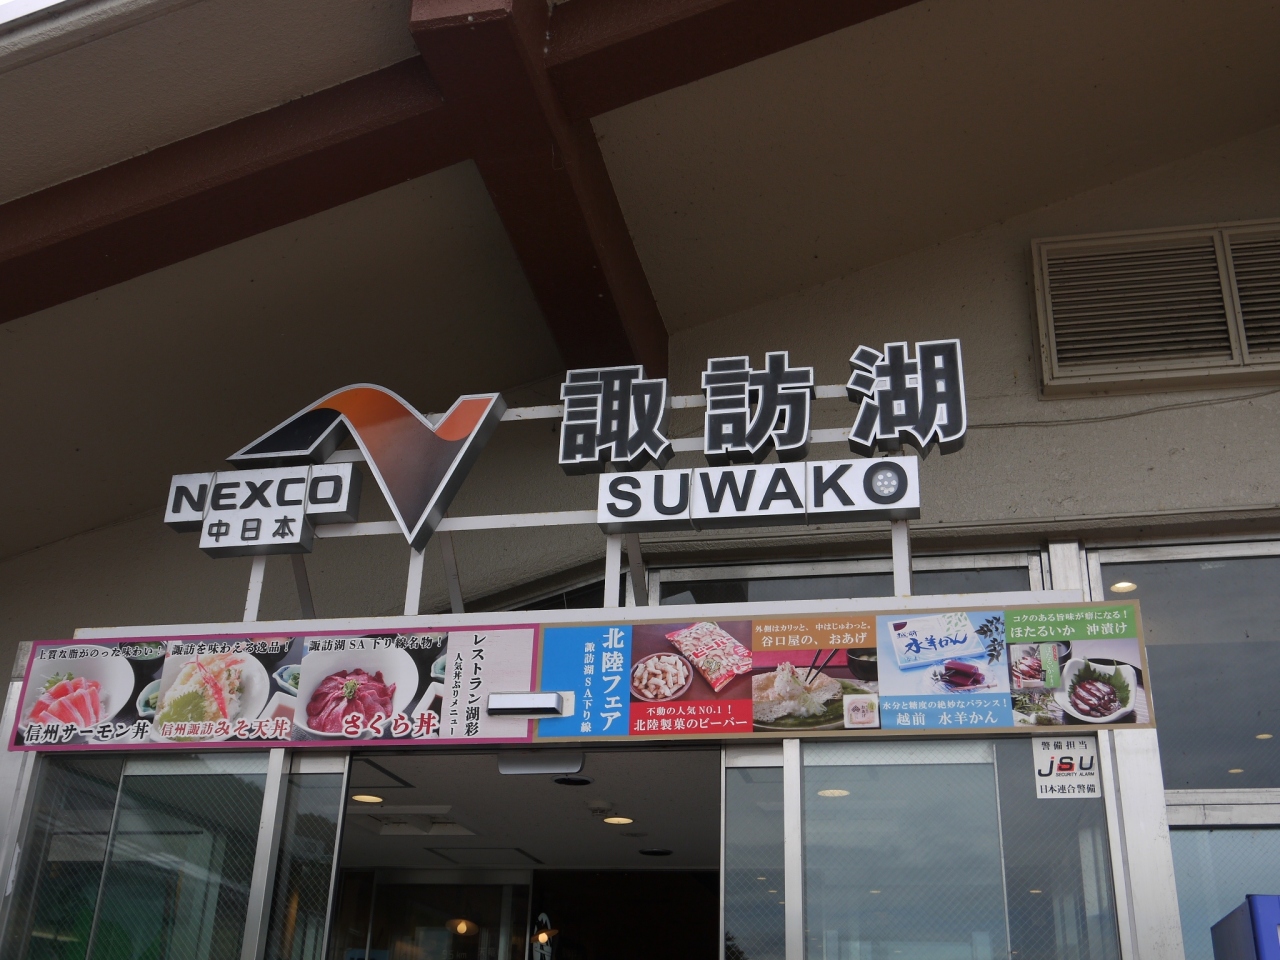 諏訪湖
NEXCO
中日本
SUWAKO
上質な脂がのった味わい！
信州サーモン丼
諏訪を味わえる逸品！
信州諏訪みそ天丼
諏訪湖SA下り線名物！
さくら丼
レストラン湖彩
人気丼ぶりメニュー
北陸フェア
諏訪湖SA下り線
不動の人気NO.1！
北陸製菓のビーバー
外側はカリッと、中はじゅわっと。
谷口屋の、おあげ
水羊かん
水分と糖度の絶妙なバランス！
越前 水羊かん
コクのある旨味が癖になる！
ほたるいか 沖漬け
警備担当
JSU
SECURITY ALARM
日本連合警備